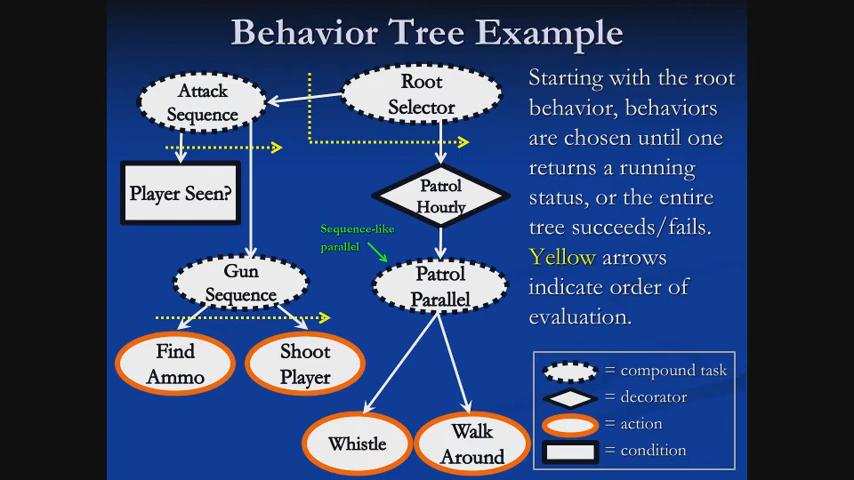 Behavior Tree Example
Attack
Sequence
Root
Selector
Player Seen?
Patrol
Hourly
Sequence-like
parallel
Gun
Sequence
Patrol
Parallel
Find
Ammo
Shoot
Player
Whistle
Walk
Around
Starting with the root
behavior, behaviors
are chosen until one
returns a running
status, or the entire
tree succeeds/fails.
Yellow arrows
indicate order of
evaluation.
= compound task
= decorator
= action
= condition